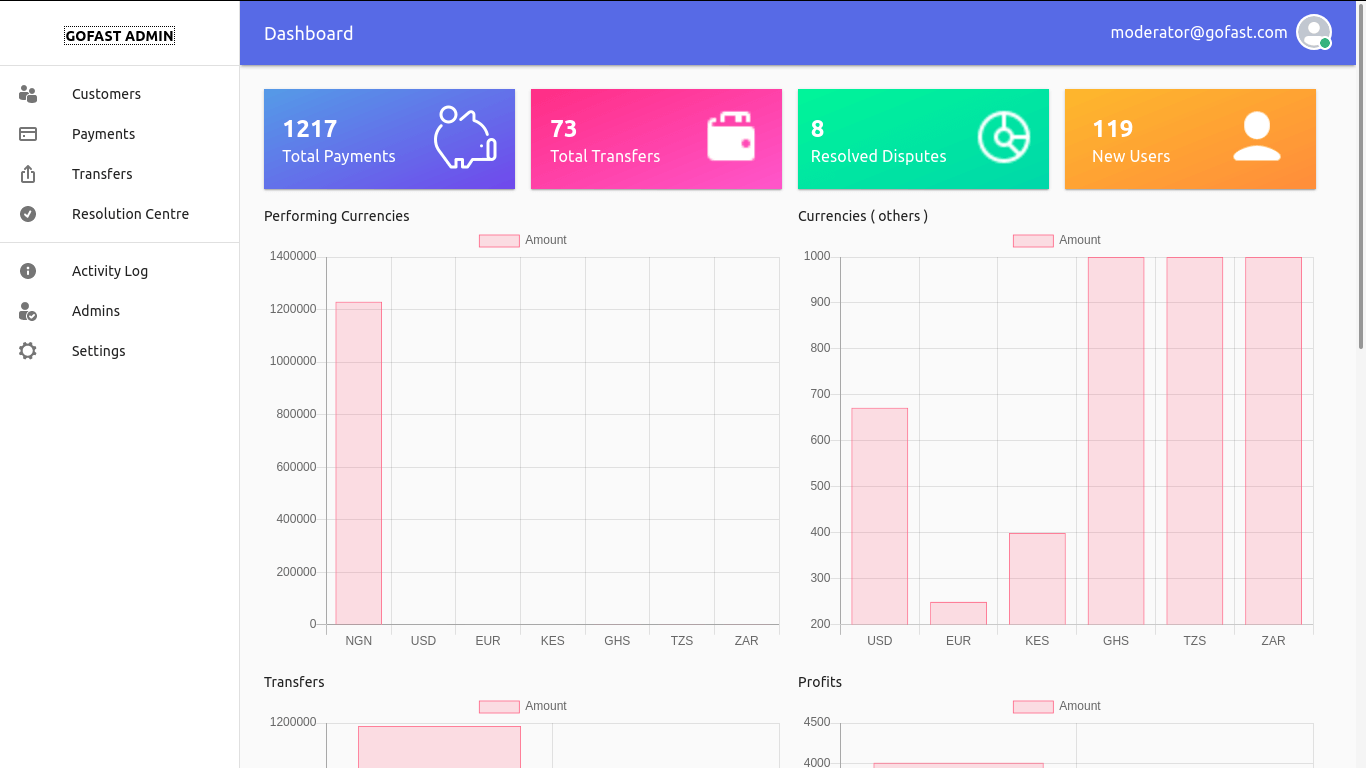 GOFAST ADMIN
Dashboard
moderator@gofast.com
Customers
Payments
Transfers
Resolution Centre
Activity Log
Admins
Settings
1217
Total Payments
73
Total Transfers
8
Resolved Disputes
119
New Users
Performing Currencies
Amount
1400000
1200000
1000000
800000
600000
400000
200000
0
NGN USD EUR KES GHS TZS ZAR
Currencies ( others )
Amount
1000
900
800
700
600
500
400
300
200
USD EUR KES GHS TZS ZAR
Transfers
Amount
1200000
Profits
Amount
4500
4000